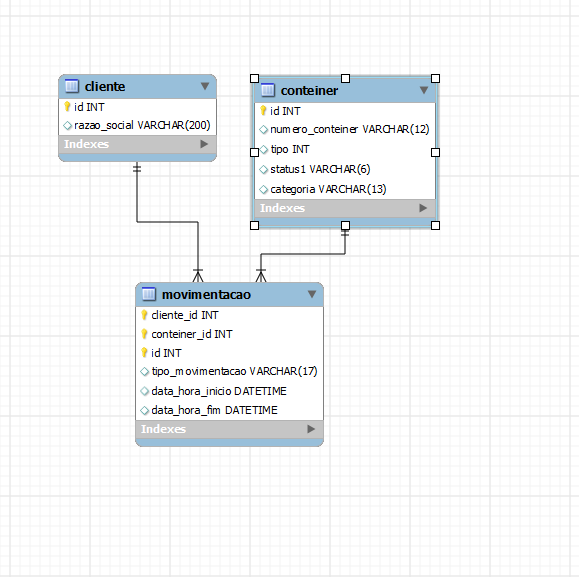 cliente
id INT
razao_social VARCHAR(200)
Indexes
conteiner
id INT
numero_conteiner VARCHAR(12)
tipo INT
status1 VARCHAR(6)
categoria VARCHAR(13)
Indexes
movimentacao
cliente_id INT
conteiner_id INT
id INT
tipo_movimentacao VARCHAR(17)
data_hora_inicio DATETIME
data_hora_fim DATETIME
Indexes